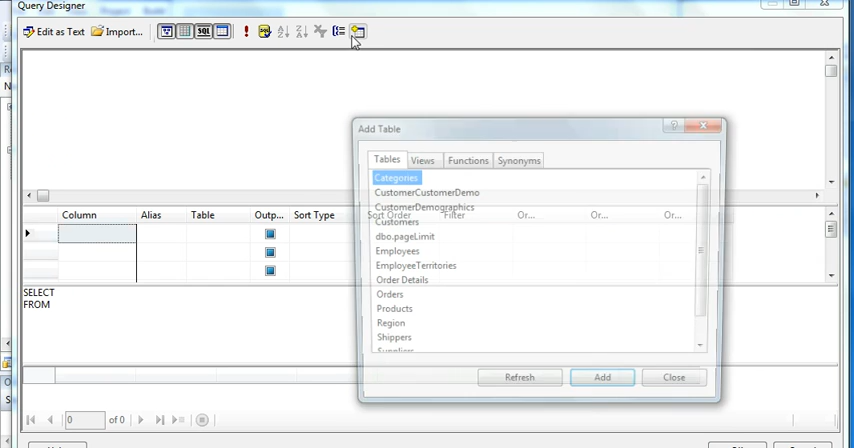 Query Designer
Edit as Text Import...
SQL
Add Table
Tables Views Functions Synonyms
Categories
CustomerCustomerDemo
CustomerDemographics
Customers
dbo.pageLimit
Employees
EmployeeTerritories
Order Details
Orders
Products
Region
Shippers
Suppliers
Refresh Add Close
Column Alias Table Outp... Sort Type Sort Order Filter Or... Or... Or...
SELECT
FROM
0 of 0